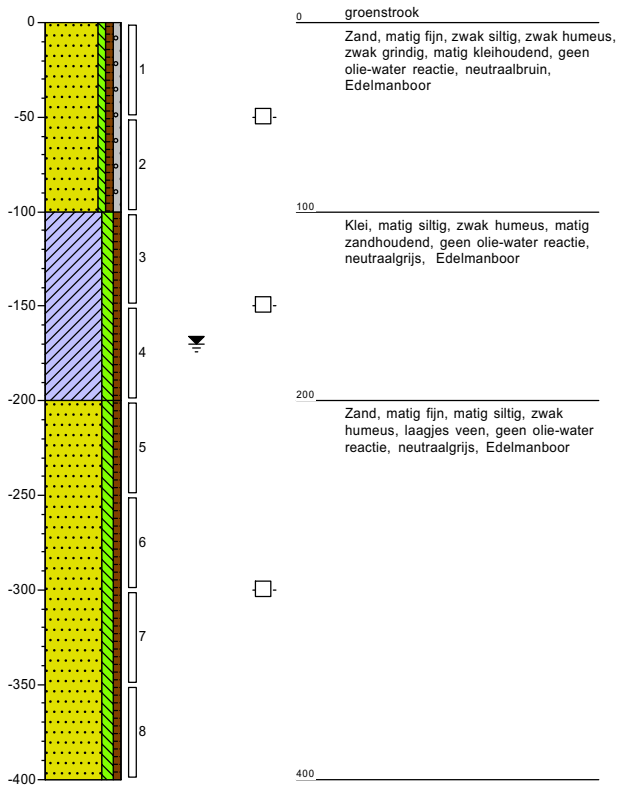 0
-50
-100
-150
-200
-250
-300
-350
-400
1
2
3
4
5
6
7
8
0
groenstrook
Zand, matig fijn, zwak siltig, zwak humeus,
zwak grindig, matig kleihoudend, geen
olie-water reactie, neutraalbruin,
Edelmanboor
100
Klei, matig siltig, zwak humeus, matig
zandhoudend, geen olie-water reactie,
neutraalgrijs, Edelmanboor
200
Zand, matig fijn, matig siltig, zwak
humeus, laagjes veen, geen olie-water
reactie, neutraalgrijs, Edelmanboor
400